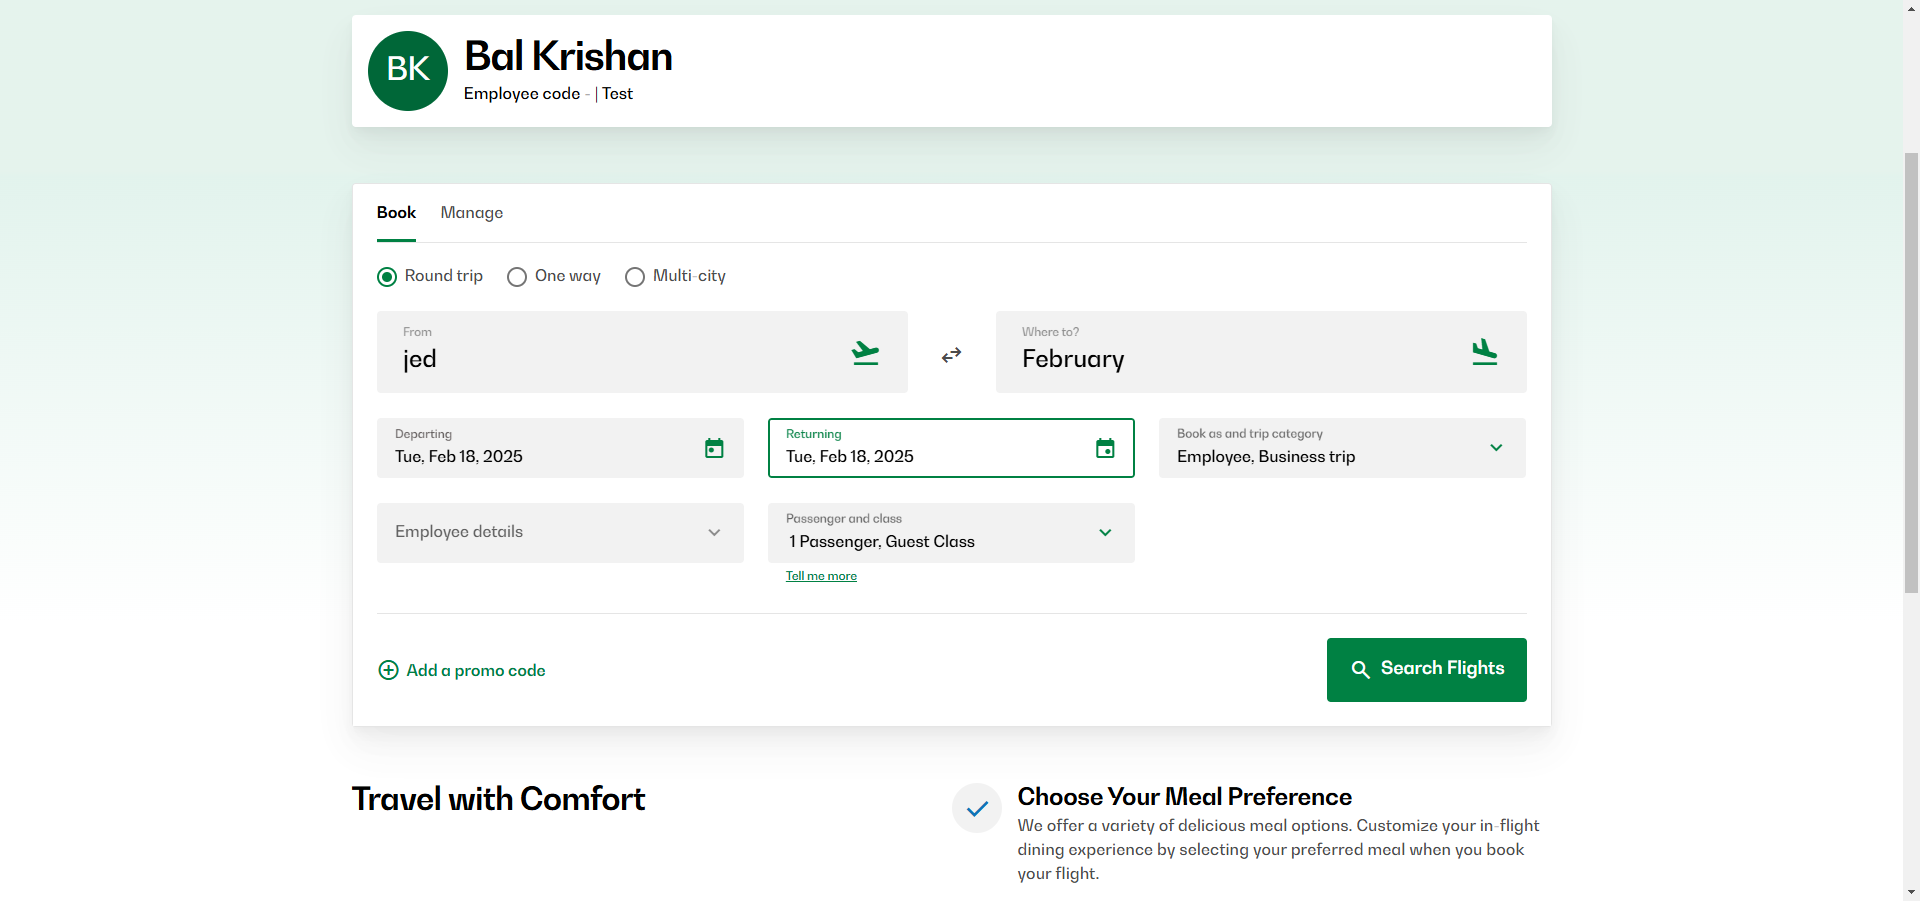 BK
Bal Krishan
Employee code - | Test
Book Manage
Round trip One way Multi-city
From
jed
Where to?
February
Departing
Tue, Feb 18, 2025
Returning
Tue, Feb 18, 2025
Book as and trip category
Employee, Business trip
Employee details
Passenger and class
1 Passenger, Guest Class
Tell me more
Add a promo code
Search Flights
Travel with Comfort
Choose Your Meal Preference
We offer a variety of delicious meal options. Customize your in-flight
dining experience by selecting your preferred meal when you book
your flight.